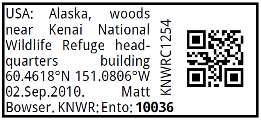 USA: Alaska, woods
near Kenai National
Wildlife Refuge head-
quarters building
60.4618°N 151.0806°W
02.Sep.2010, Matt
Bowser, KNWR; Ento: 10036
KNWRC1254